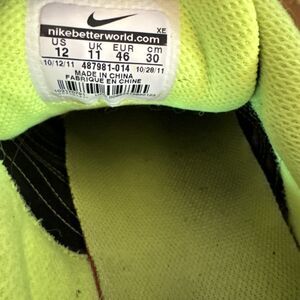 nikebetterworld.com
XE
US UK EUR cm
12 11 46 30
10/12/11 487981-014 10/28/11
MADE IN CHINA
FABRIQUÉ EN CHINE